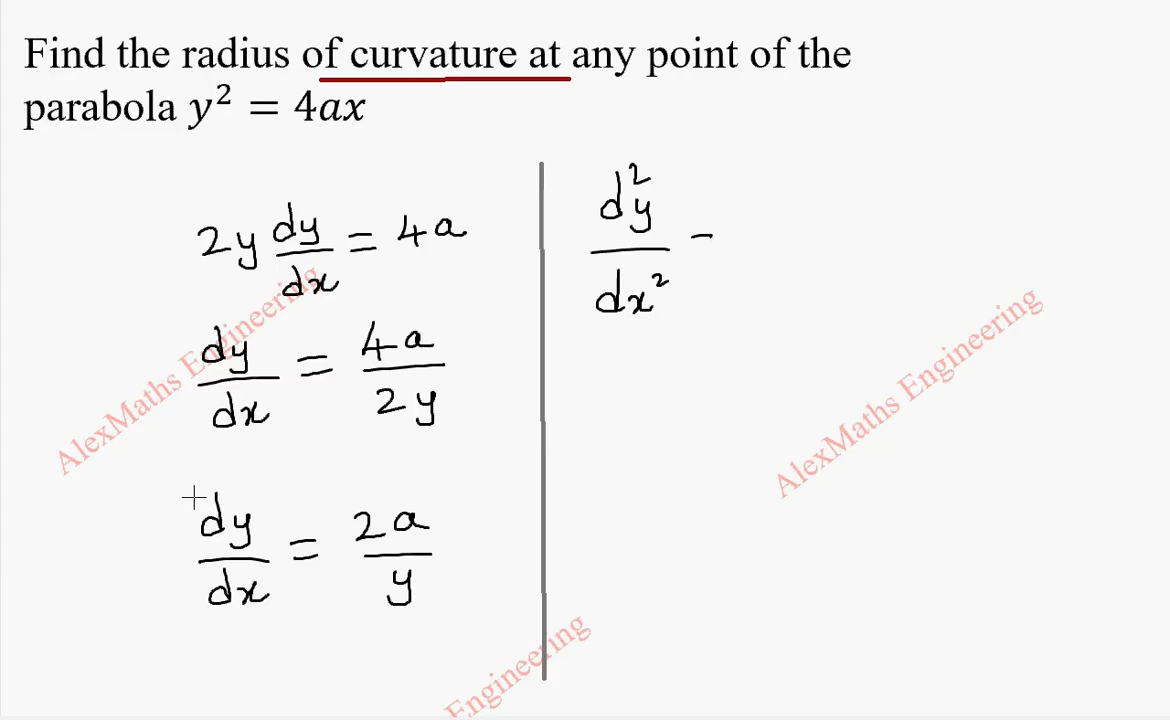 Find the radius of curvature at any point of the
parabola y² = 4ax
2y dy/dx = 4a
dy/dx = 4a/2y
dy/dx = 2a/y
d²y/dx² -
AlexMaths Engineering
AlexMaths Engineering
Engineering